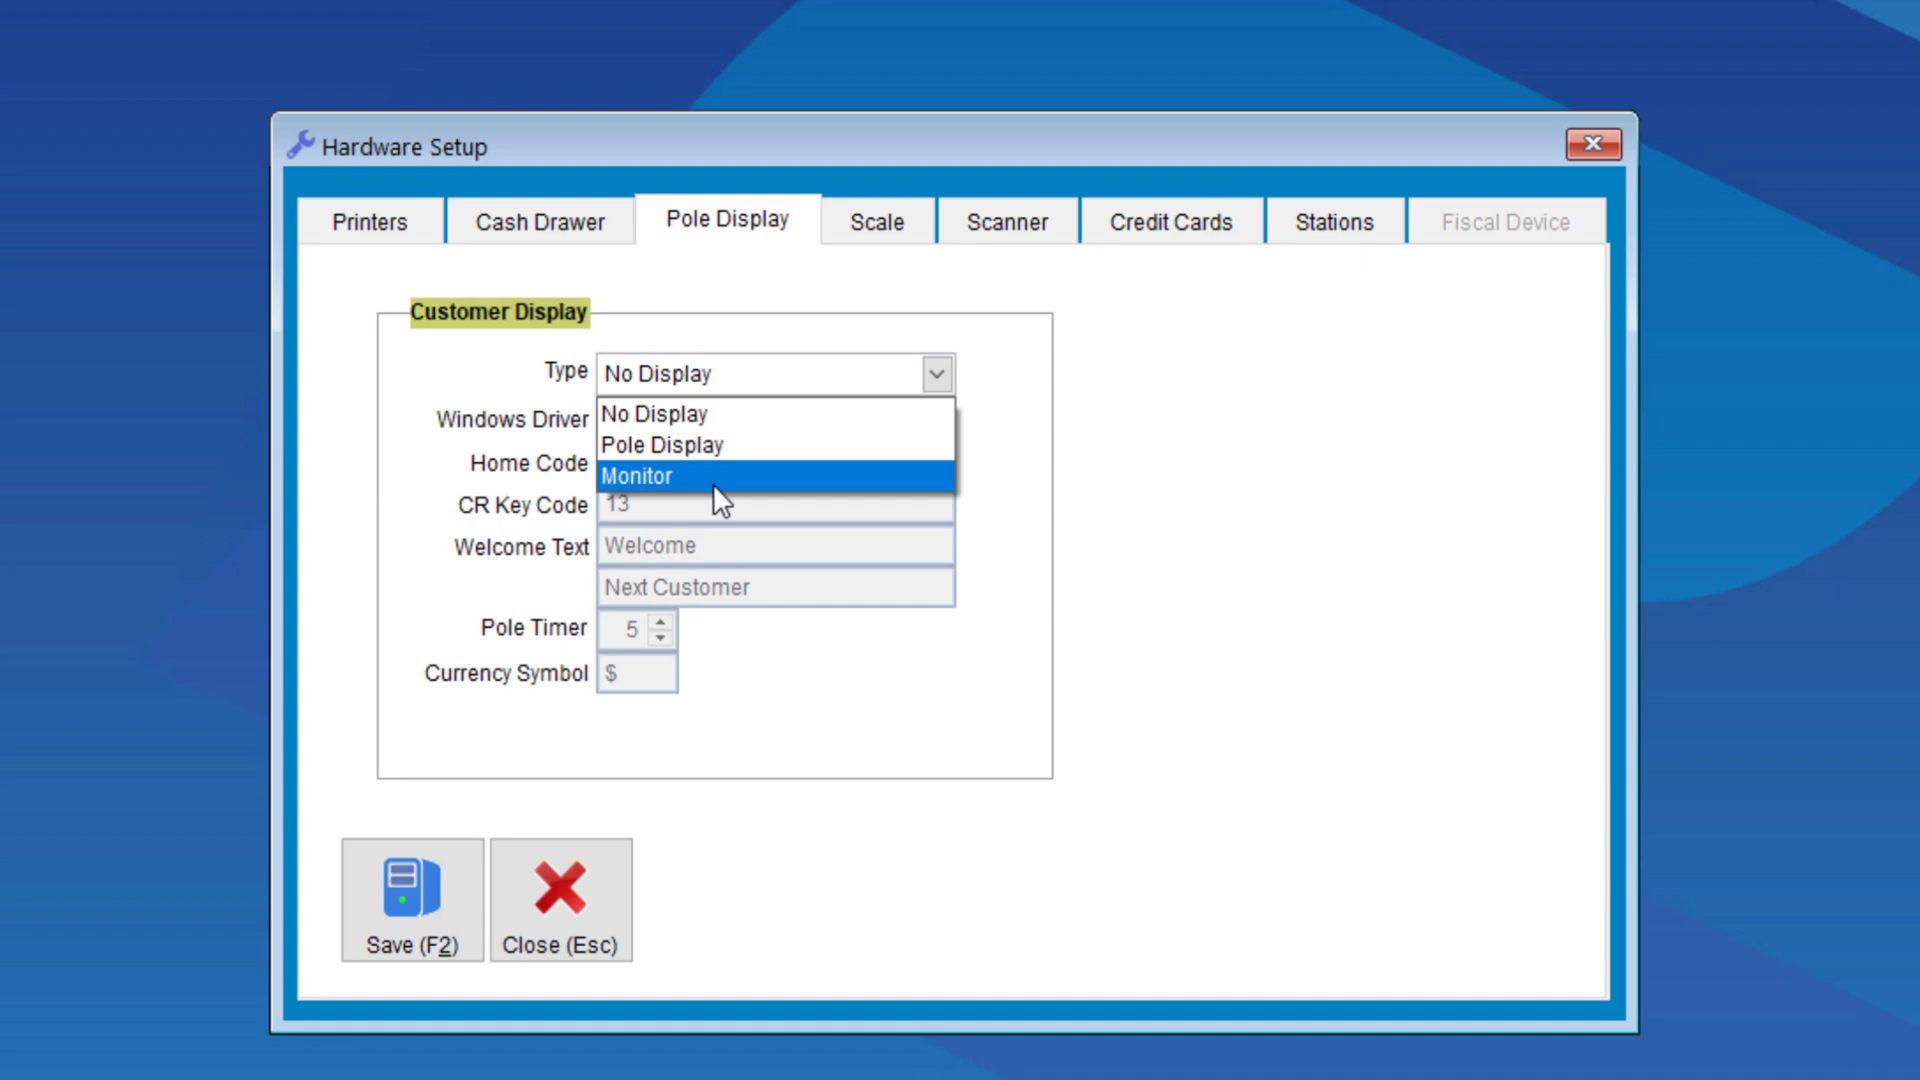 Hardware Setup
Printers
Cash Drawer
Pole Display
Scale
Scanner
Credit Cards
Stations
Fiscal Device
Customer Display
Type No Display
No Display
Windows Driver
Pole Display
Home Code
Monitor
CR Key Code 13
Welcome Text Welcome
Next Customer
Pole Timer 5
Currency Symbol $
Save (F2)
Close (Esc)